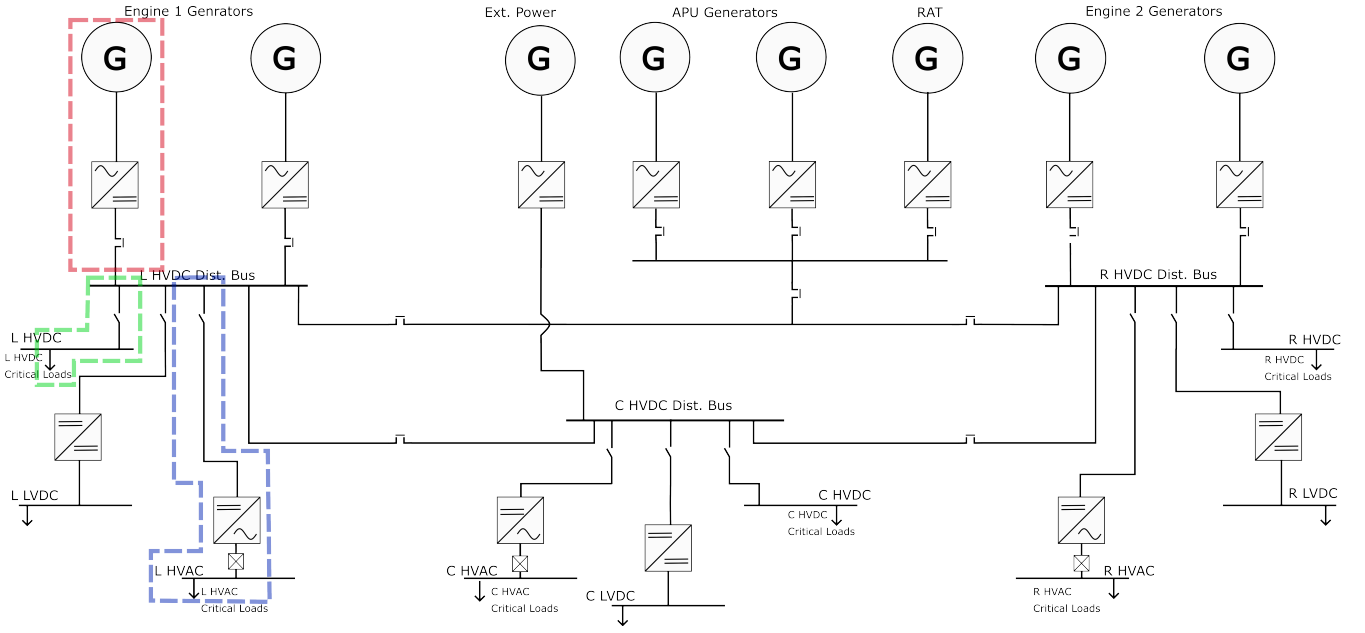 Engine 1 Genrators
Ext. Power
APU Generators
RAT
Engine 2 Generators
G
G
G
G
G
G
G
G
L HVDC Dist. Bus
R HVDC Dist. Bus
L HVDC
L HVDC
Critical Loads
R HVDC
R HVDC
Critical Loads
C HVDC Dist. Bus
L LVDC
C HVDC
C HVDC
Critical Loads
R LVDC
L HVAC
L HVAC
Critical Loads
C HVAC
C HVAC
Critical Loads
C LVDC
R HVAC
R HVAC
Critical Loads